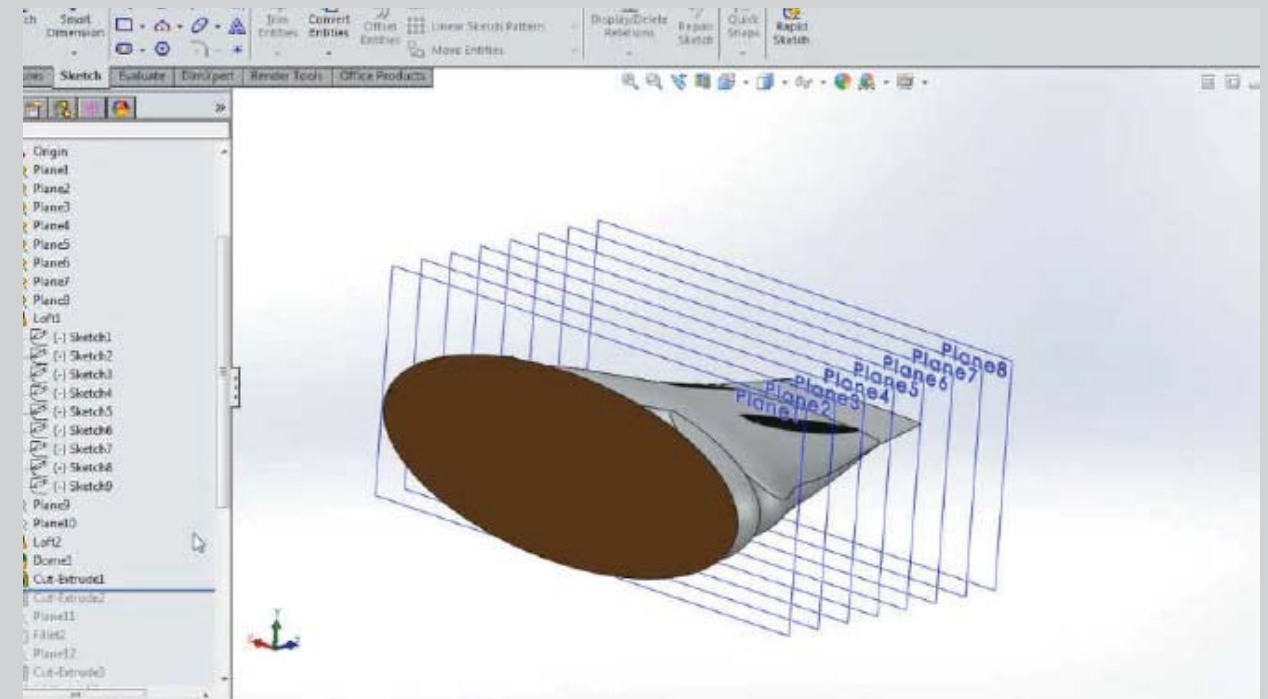 Smart Dimension
Trim Entities
Convert Entities
Offset Entities
Linear Sketch Pattern
Move Entities
Display/Delete Relations
Repair Sketch
Quick Snaps
Rapid Sketch
Sketch
Evaluate
DimXpert
Render Tools
Office Products
Origin
Plane1
Plane2
Plane3
Plane4
Plane5
Plane6
Plane7
Plane8
Loft1
(-) Sketch1
(-) Sketch2
(-) Sketch3
(-) Sketch4
(-) Sketch5
(-) Sketch6
(-) Sketch7
(-) Sketch8
(-) Sketch9
Plane9
Plane10
Loft2
Dome1
Cut-Extrude1
Cut-Extrude2
Plane11
Fillet2
Plane12
Cut-Extrude3
Plane1
Plane2
Plane3
Plane4
Plane5
Plane6
Plane7
Plane8
Y